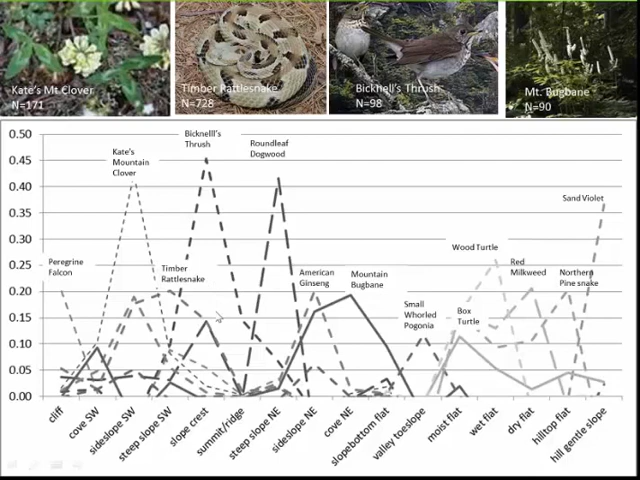 Kate's Mt Clover
N=171
Timber Rattlesnake
N=728
Bicknell's Thrush
N=98
Mt. Bugbane
N=90
0.50
0.45
0.40
0.35
0.30
0.25
0.20
0.15
0.10
0.05
0.00
Peregrine
Falcon
Kate's
Mountain
Clover
Timber
Rattlesnake
Bicknelll's
Thrush
Roundleaf
Dogwood
American
Ginseng
Mountain
Bugbane
Small
Whorled
Pogonia
Wood Turtle
Box
Turtle
Red
Milkweed
Northern
Pine snake
Sand Violet
cliff
cove SW
sideslope SW
steep slope SW
slope crest
summit/ridge
steep slope NE
sideslope NE
cove NE
slopebottom flat
valley toeslope
moist flat
wet flat
dry flat
hilltop flat
hill gentle slope